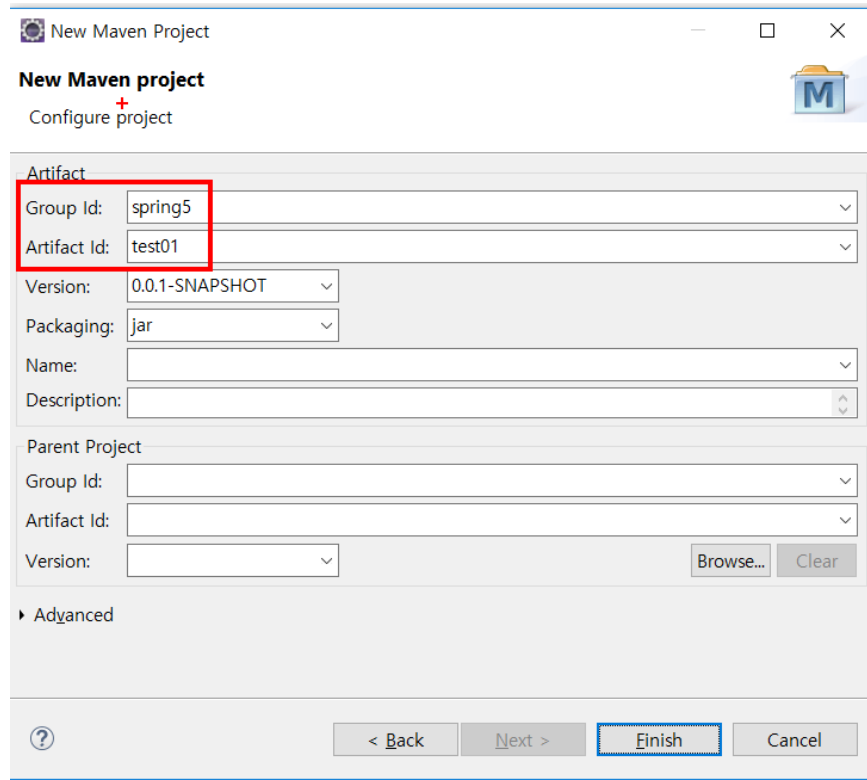 New Maven Project
New Maven project
Configure project
M
Artifact
Group Id: spring5
Artifact Id: test01
Version: 0.0.1-SNAPSHOT
Packaging: jar
Name:
Description:
Parent Project
Group Id:
Artifact Id:
Version: Browse... Clear
Advanced
? < Back Next > Finish Cancel